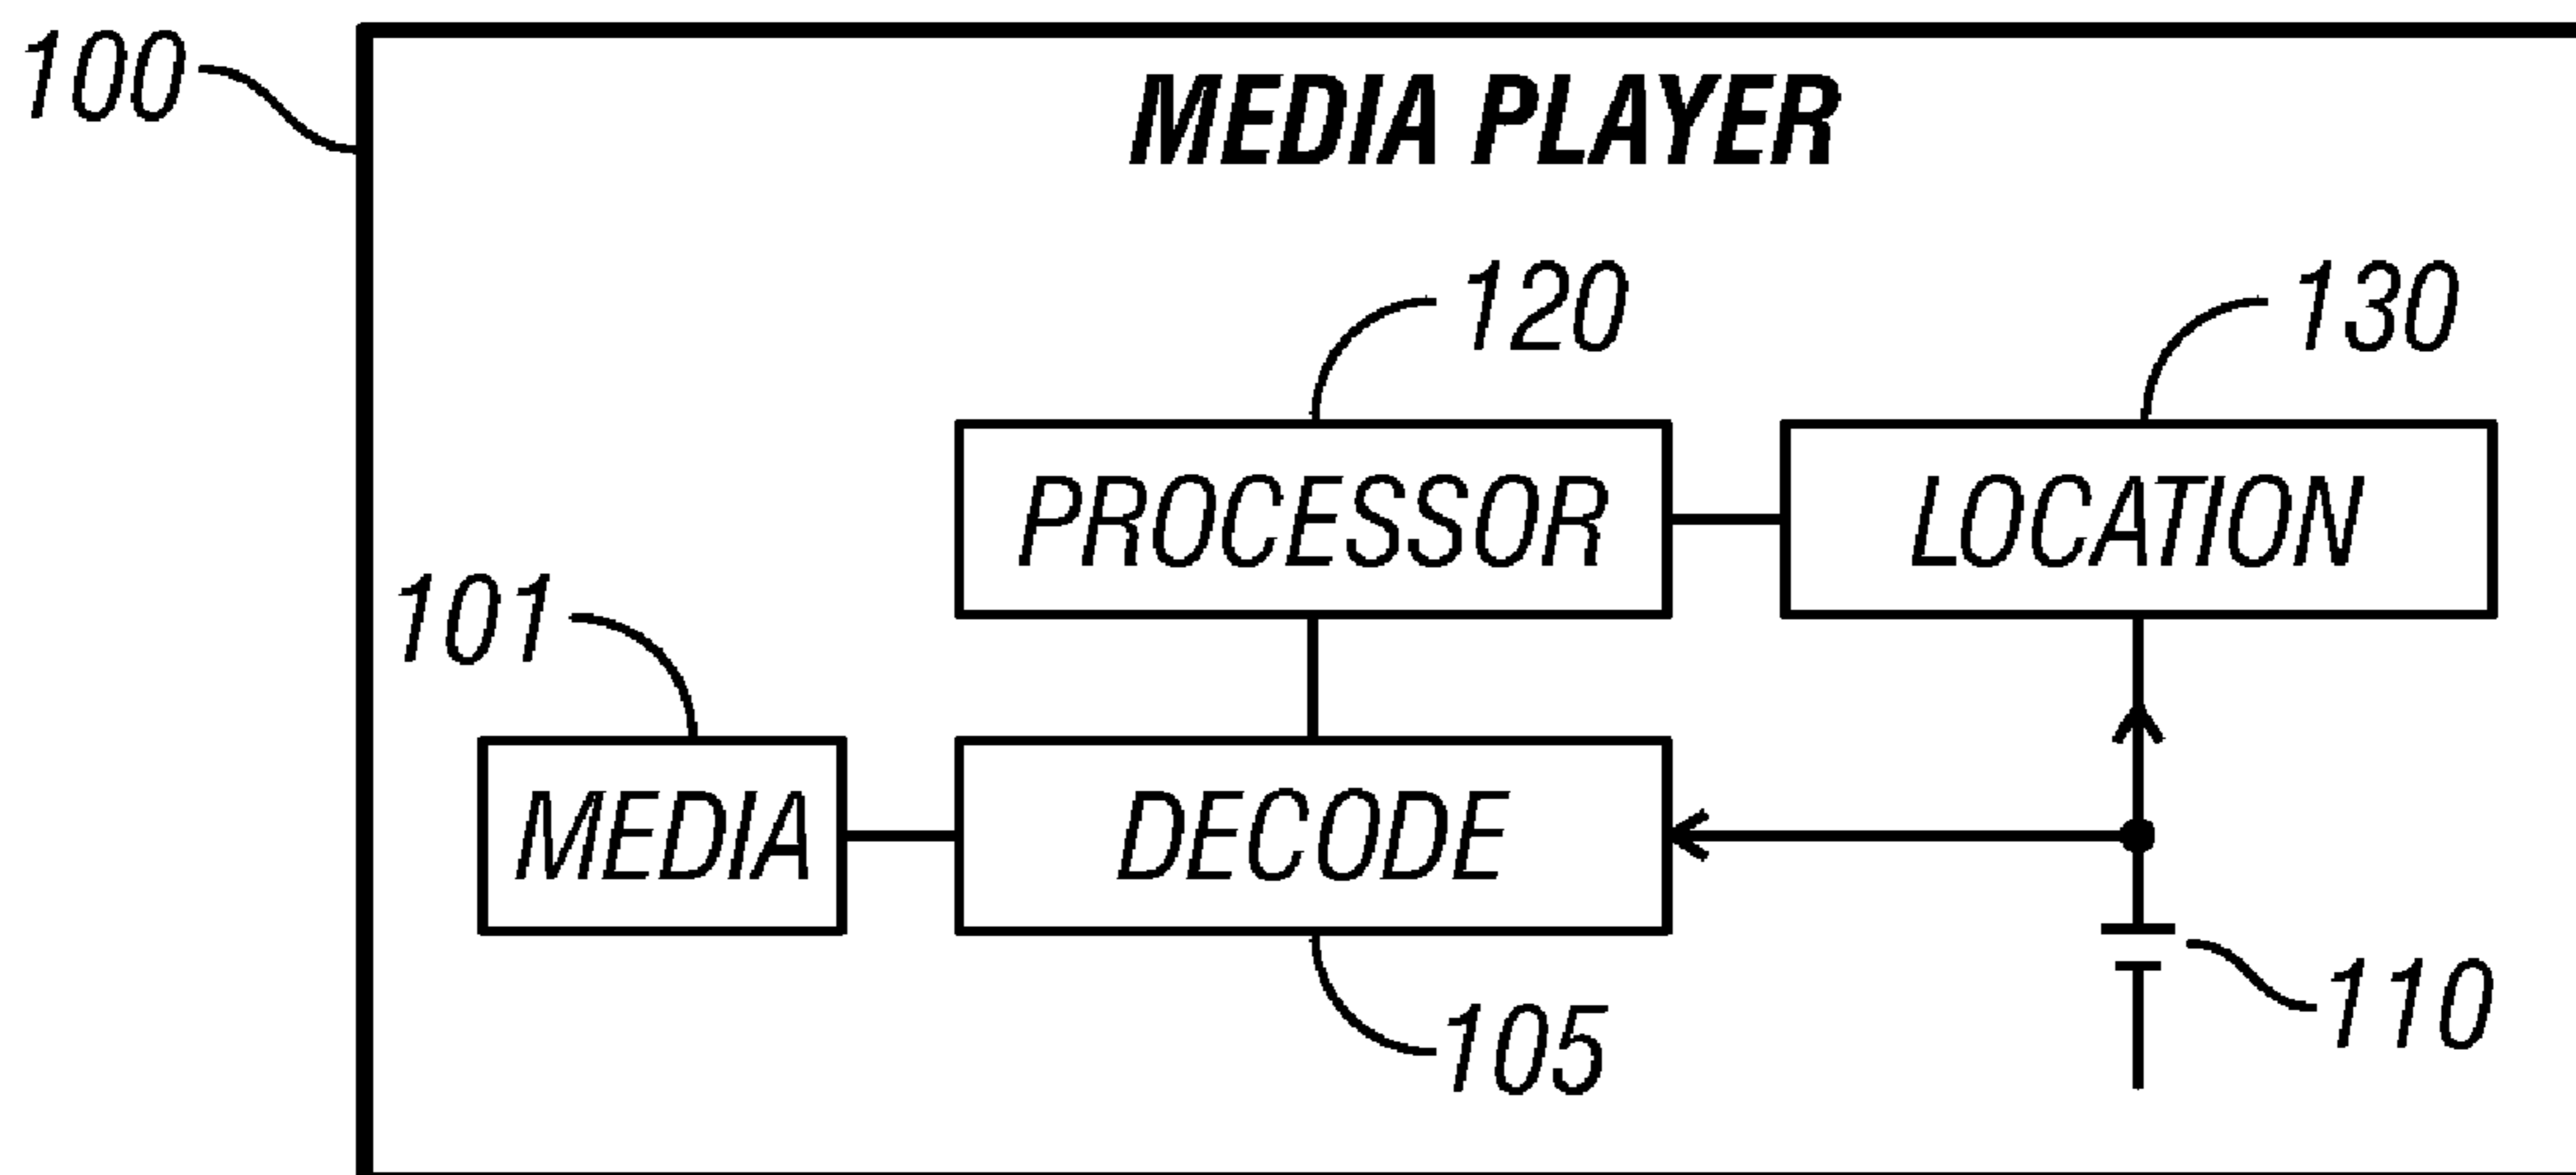 100
MEDIA PLAYER
120
130
PROCESSOR
LOCATION
101
MEDIA
DECODE
105
110